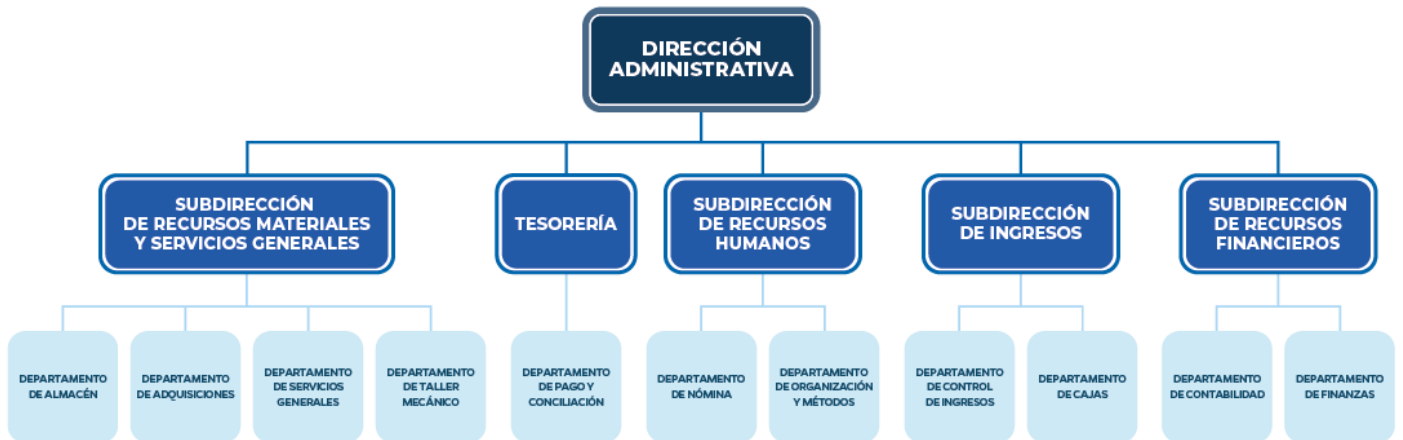 DIRECCIÓN
ADMINISTRATIVA
SUBDIRECCIÓN
DE RECURSOS MATERIALES
Y SERVICIOS GENERALES
TESORERÍA
SUBDIRECCIÓN
DE RECURSOS
HUMANOS
SUBDIRECCIÓN
DE INGRESOS
SUBDIRECCIÓN
DE RECURSOS
FINANCIEROS
DEPARTAMENTO
DE ALMACÉN
DEPARTAMENTO
DE ADQUISICIONES
DEPARTAMENTO
DE SERVICIOS
GENERALES
DEPARTAMENTO
DE TALLER
MECÁNICO
DEPARTAMENTO
DE PAGO Y
CONCILIACIÓN
DEPARTAMENTO
DE NÓMINA
DEPARTAMENTO
DE ORGANIZACIÓN
Y MÉTODOS
DEPARTAMENTO
DE CONTROL
DE INGRESOS
DEPARTAMENTO
DE CAJAS
DEPARTAMENTO
DE CONTABILIDAD
DEPARTAMENTO
DE FINANZAS